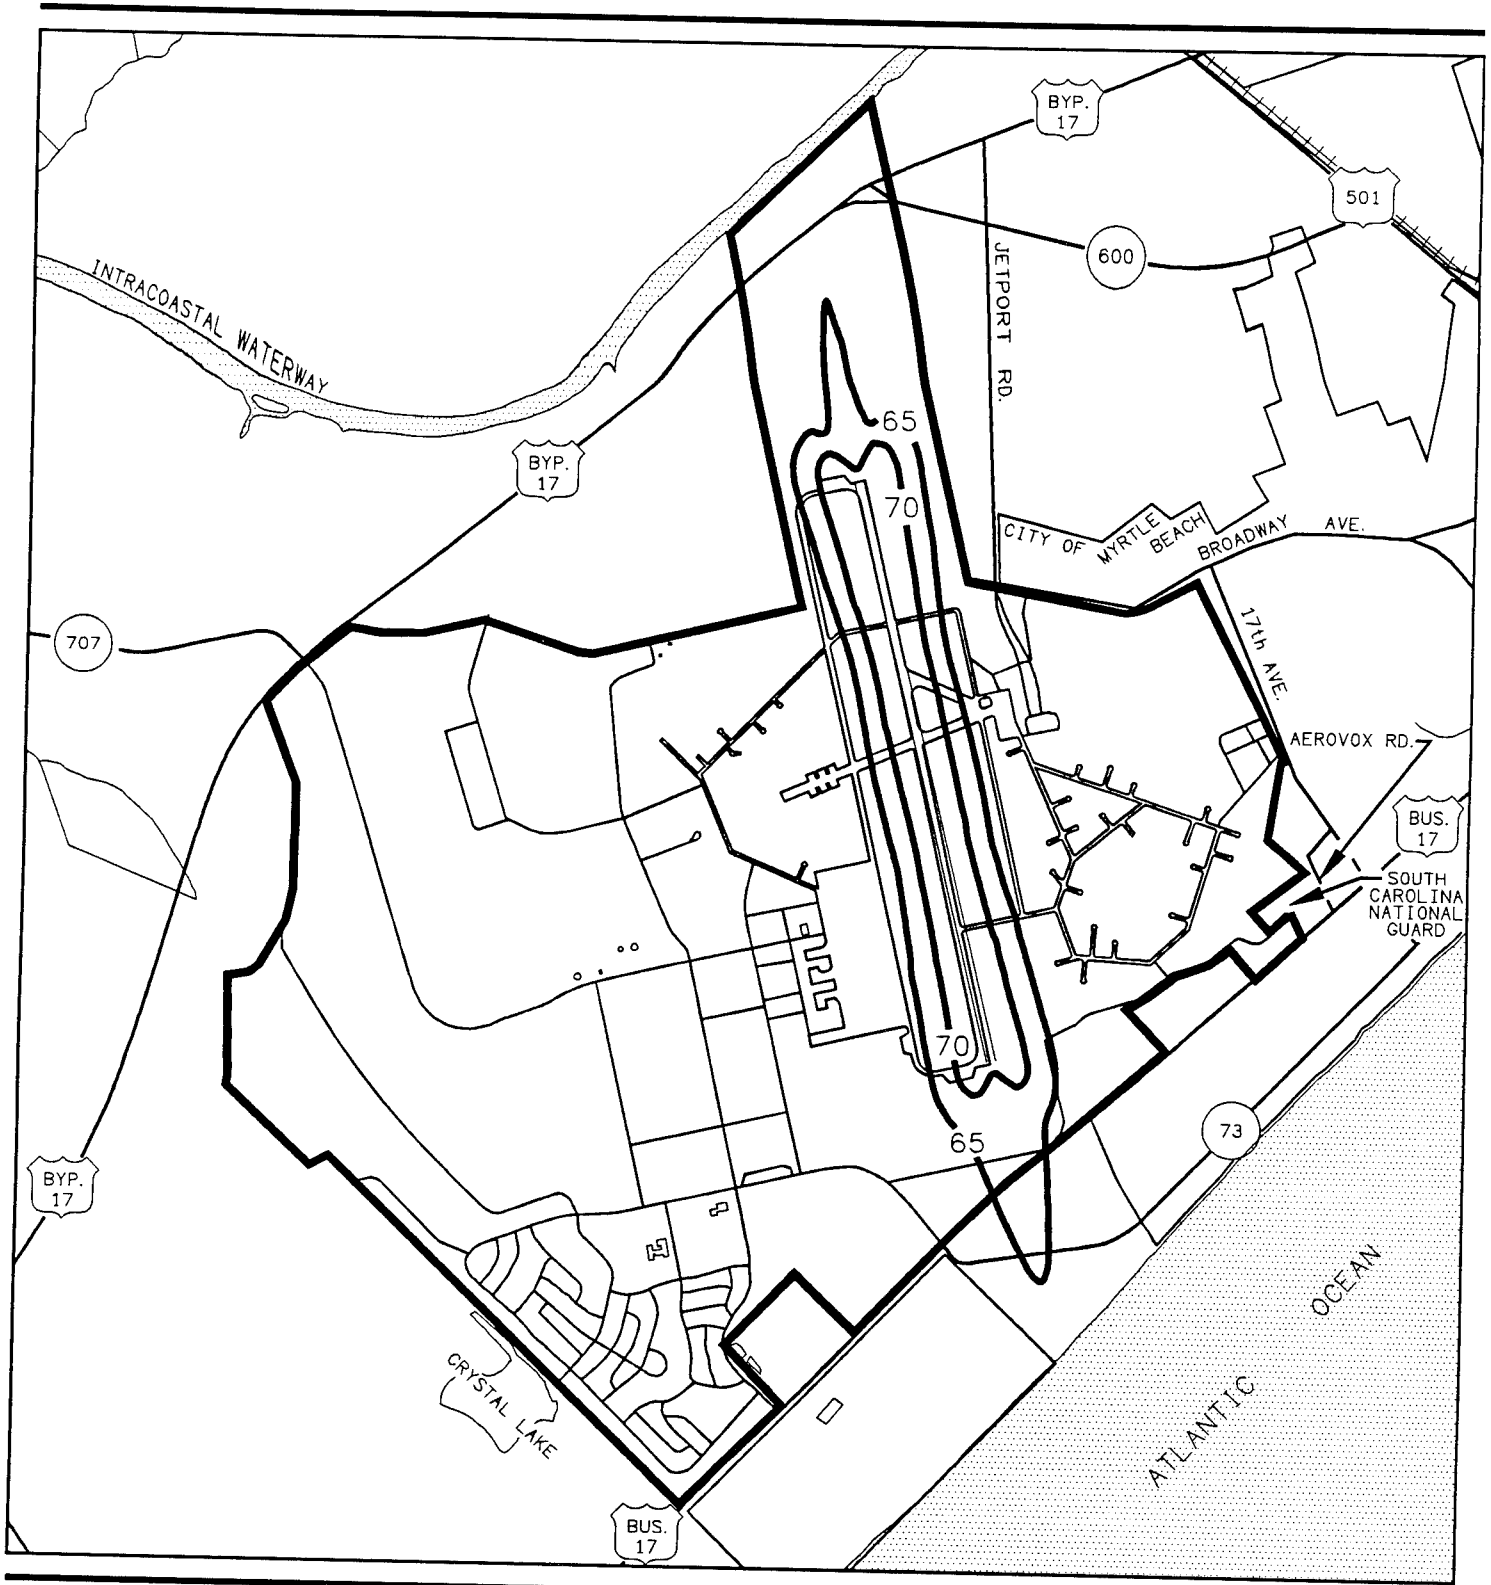 BYP.
17
501
600
JETPORT RD.
INTRACOASTAL WATERWAY
65
BYP.
17
70
CITY OF MYRTLE BEACH
BROADWAY AVE.
707
17th AVE.
AEROVOX RD.
BUS.
17
SOUTH
CAROLINA
NATIONAL
GUARD
70
65
73
BYP.
17
CRYSTAL LAKE
ATLANTIC OCEAN
BUS.
17